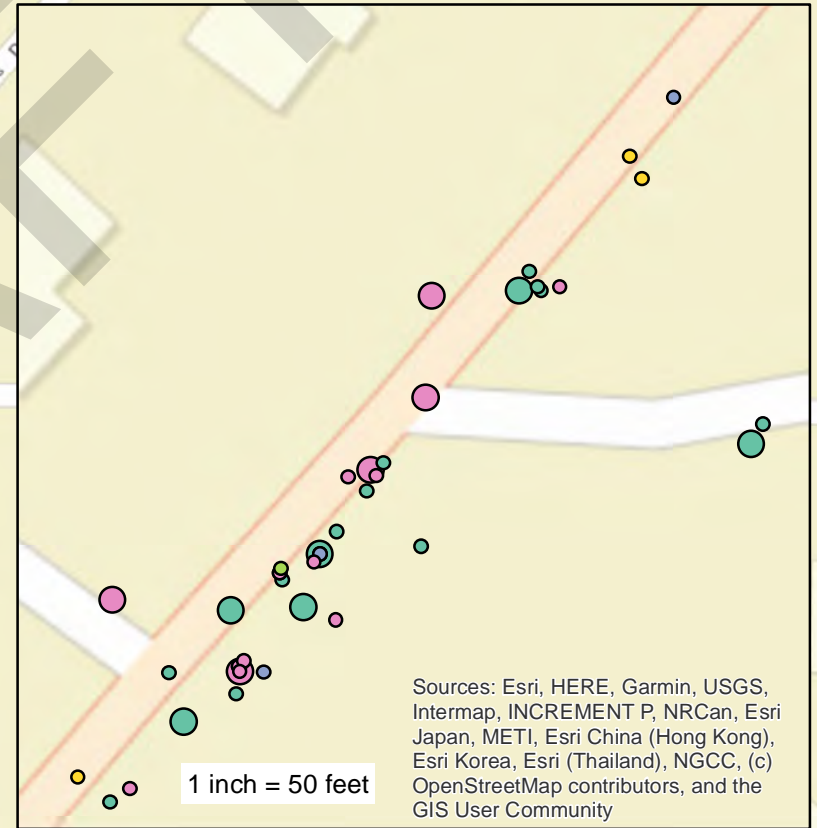 1 inch = 50 feet
Sources: Esri, HERE, Garmin, USGS,
Intermap, INCREMENT P, NRCan, Esri
Japan, METI, Esri China (Hong Kong),
Esri Korea, Esri (Thailand), NGCC, (c)
OpenStreetMap contributors, and the
GIS User Community